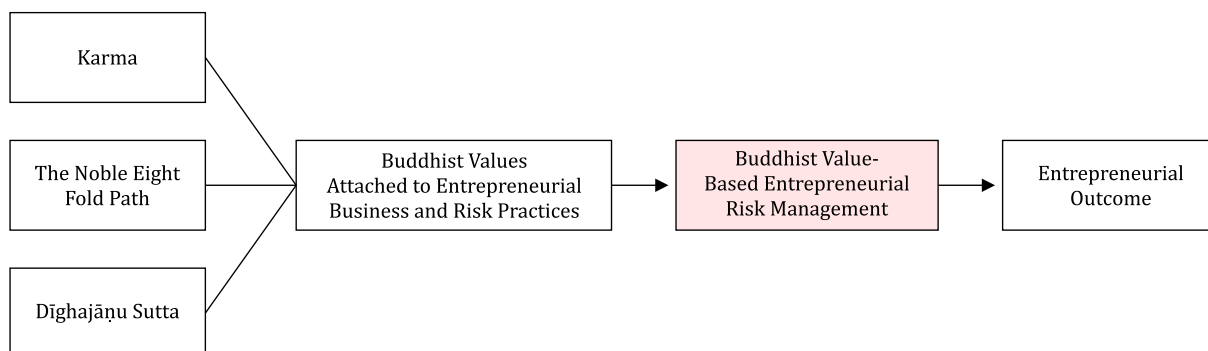 Karma
The Noble Eight
Fold Path
Dīghajāṇu Sutta
Buddhist Values
Attached to Entrepreneurial
Business and Risk Practices
Buddhist Value-
Based Entrepreneurial
Risk Management
Entrepreneurial
Outcome